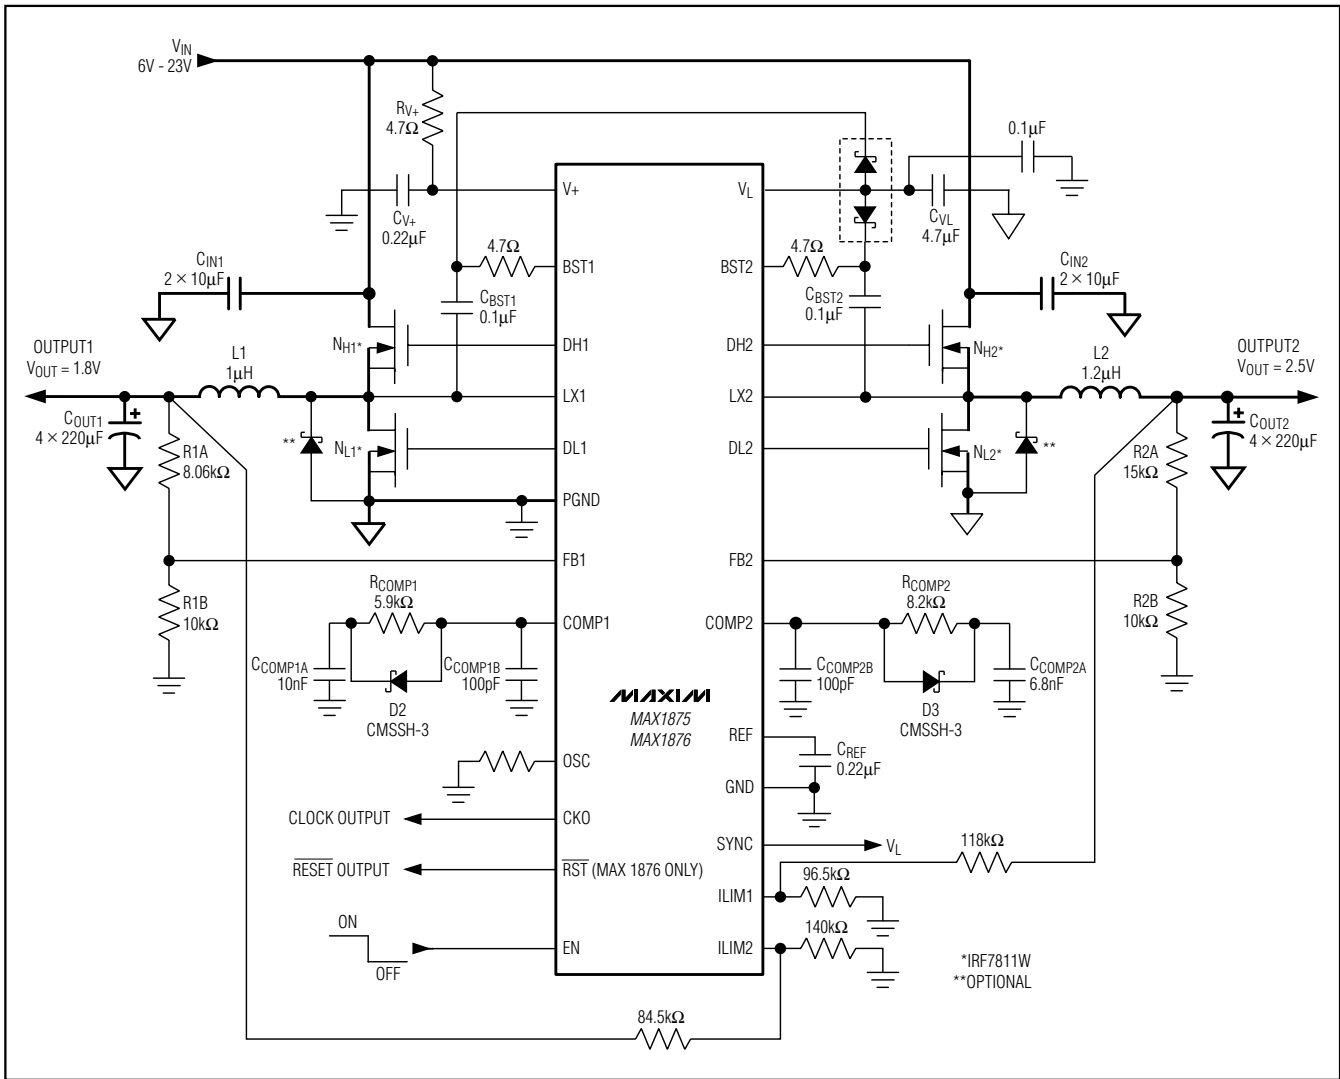 VIN
6V - 23V
RV+
4.7Ω
0.1µF
V+
VL
CV+
0.22µF
CVL
4.7µF
4.7Ω
BST1
BST2
4.7Ω
CIN1
2 × 10µF
CIN2
2 × 10µF
CBST1
0.1µF
CBST2
0.1µF
NH1*
DH1
DH2
NH2*
OUTPUT1
VOUT = 1.8V
L1
1µH
L2
1.2µH
OUTPUT2
VOUT = 2.5V
LX1
LX2
COUT1
4 × 220µF
+
R1A
8.06kΩ
**
NL1*
DL1
DL2
NL2*
**
R2A
15kΩ
+
COUT2
4 × 220µF
PGND
FB1
FB2
R1B
10kΩ
RCOMP1
5.9kΩ
COMP1
COMP2
RCOMP2
8.2kΩ
R2B
10kΩ
CCOMP1A
10nF
CCOMP1B
100pF
CCOMP2B
100pF
CCOMP2A
6.8nF
D2
CMSSH-3
D3
CMSSH-3
MAXIM
MAX1875
MAX1876
REF
CREF
0.22µF
OSC
GND
CLOCK OUTPUT
CKO
SYNC
VL
118kΩ
RESET OUTPUT
RST (MAX 1876 ONLY)
96.5kΩ
ILIM1
ON
OFF
EN
140kΩ
ILIM2
*IRF7811W
**OPTIONAL
84.5kΩ